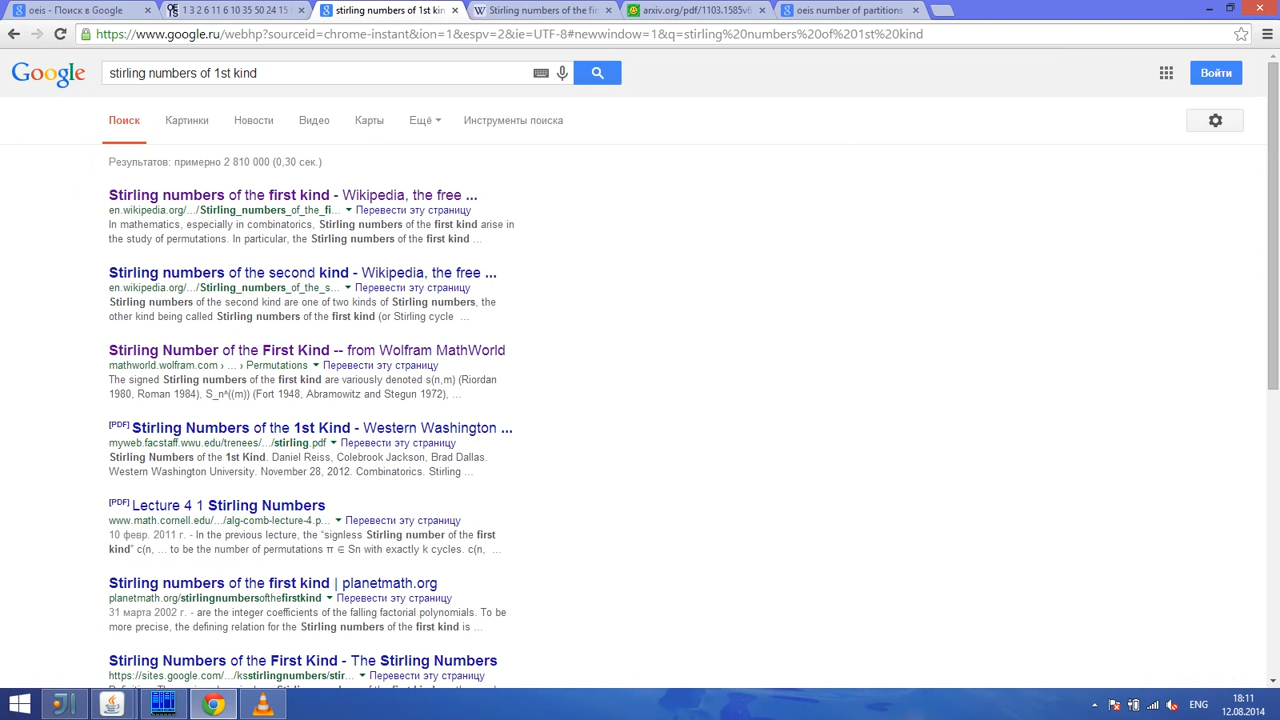 oeis - Поиск в Google
1 3 2 6 11 6 10 35 50 24 15
stirling numbers of 1st kin
Stirling numbers of the fir
arxiv.org/pdf/1103.1585v6
oeis number of partitions
https://www.google.ru/webhp?sourceid=chrome-instant&ion=1&espv=2&ie=UTF-8#newwindow=1&q=stirling%20numbers%20of%201st%20kind
Google
stirling numbers of 1st kind
Войти
Поиск Картинки Новости Видео Карты Ещё Инструменты поиска
Результатов: примерно 2 810 000 (0,30 сек.)
Stirling numbers of the first kind - Wikipedia, the free ...
en.wikipedia.org/.../Stirling_numbers_of_the_fi... Перевести эту страницу
In mathematics, especially in combinatorics, Stirling numbers of the first kind arise in
the study of permutations. In particular, the Stirling numbers of the first kind ...
Stirling numbers of the second kind - Wikipedia, the free ...
en.wikipedia.org/.../Stirling_numbers_of_the_s... Перевести эту страницу
Stirling numbers of the second kind are one of two kinds of Stirling numbers, the
other kind being called Stirling numbers of the first kind (or Stirling cycle ...
Stirling Number of the First Kind -- from Wolfram MathWorld
mathworld.wolfram.com › ... › Permutations Перевести эту страницу
The signed Stirling numbers of the first kind are variously denoted s(n,m) (Riordan
1980, Roman 1984), S_n^((m)) (Fort 1948, Abramowitz and Stegun 1972), ...
[PDF] Stirling Numbers of the 1st Kind - Western Washington ...
myweb.facstaff.wwu.edu/trenees/.../stirling.pdf Перевести эту страницу
Stirling Numbers of the 1st Kind. Daniel Reiss, Colebrook Jackson, Brad Dallas.
Western Washington University. November 28, 2012. Combinatorics. Stirling ...
[PDF] Lecture 4 1 Stirling Numbers
www.math.cornell.edu/.../alg-comb-lecture-4.p... Перевести эту страницу
10 февр. 2011 г. - In the previous lecture, the “signless Stirling number of the first
kind” c(n, ... to be the number of permutations π ∈ Sn with exactly k cycles. c(n, ...
Stirling numbers of the first kind | planetmath.org
planetmath.org/stirlingnumbersofthefirstkind Перевести эту страницу
31 марта 2002 г. - are the integer coefficients of the falling factorial polynomials. To be
more precise, the defining relation for the Stirling numbers of the first kind is ...
Stirling Numbers of the First Kind - The Stirling Numbers
https://sites.google.com/.../ksstirlingnumbers/stir... Перевести эту страницу
ENG
18:11
12.08.2014